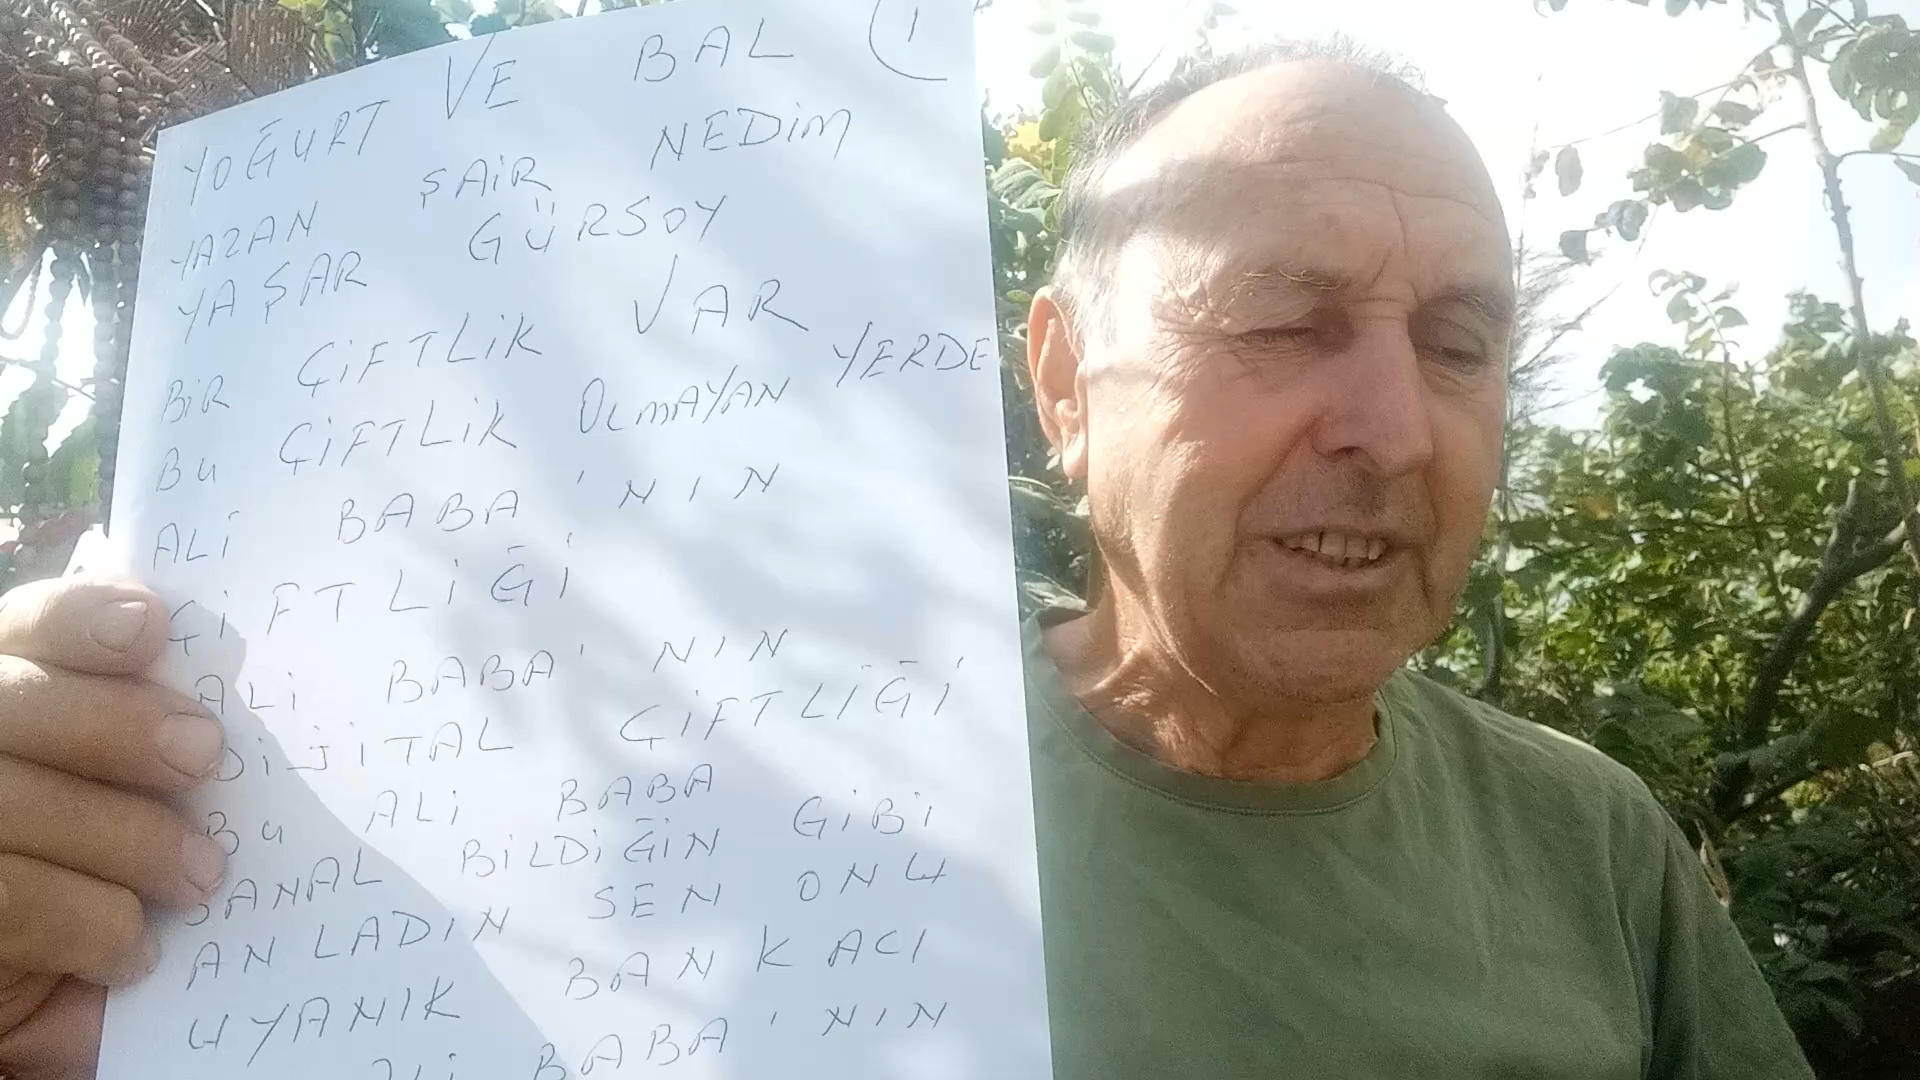 YOĞURT VE BAL 1
YAZAN ŞAİR NEDİM
YAŞAR GÜRSOY
BİR ÇİFTLİK VAR
BU ÇİFTLİK OLMAYAN YERDE
ALİ BABA'NIN
ÇİFTLİĞİ
ALİ BABA'NIN
DİJİTAL ÇİFTLİĞİ
BU ALİ BABA
SANAL BİLDİĞİN GİBİ
ANLADIN SEN ONU
UYANIK BANKACI
ALİ BABA'NIN